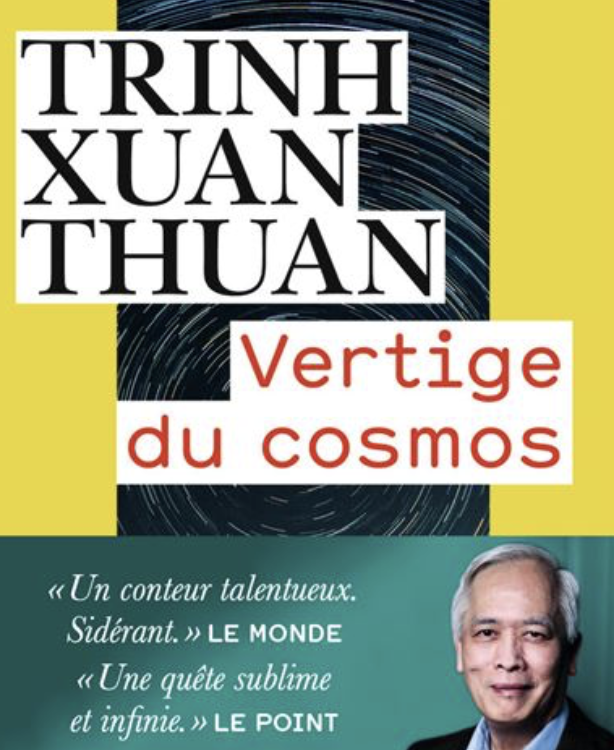 TRINH
XUAN
THUAN
Vertige
du cosmos
« Un conteur talentueux.
Sidérant. » LE MONDE
« Une quête sublime
et infinie. » LE POINT